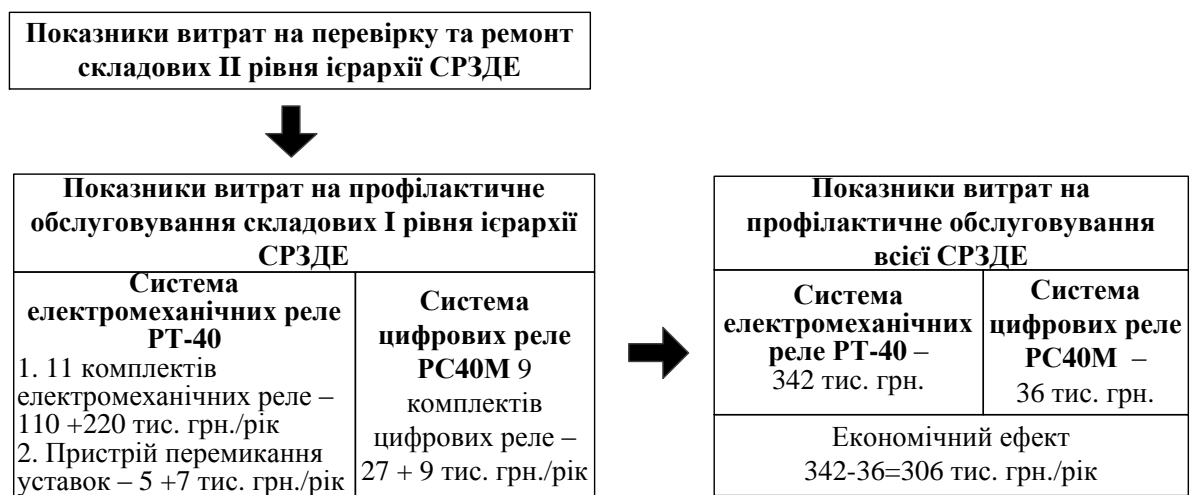 Показники витрат на перевірку та ремонт
складових II рівня ієрархії СРЗДЕ
Показники витрат на профілактичне
обслуговування складових I рівня ієрархії
СРЗДЕ
Система
електромеханічних реле
РТ-40
1. 11 комплектів
електромеханічних реле –
110 +220 тис. грн./рік
2. Пристрій перемикання
уставок – 5 +7 тис. грн./рік
Система
цифрових реле
РС40М 9
комплектів
цифрових реле –
27 + 9 тис. грн./рік
Показники витрат на
профілактичне обслуговування
всієї СРЗДЕ
Система
електромеханічних
реле РТ-40 –
342 тис. грн.
Система
цифрових реле
РС40М –
36 тис. грн.
Економічний ефект
342-36=306 тис. грн./рік